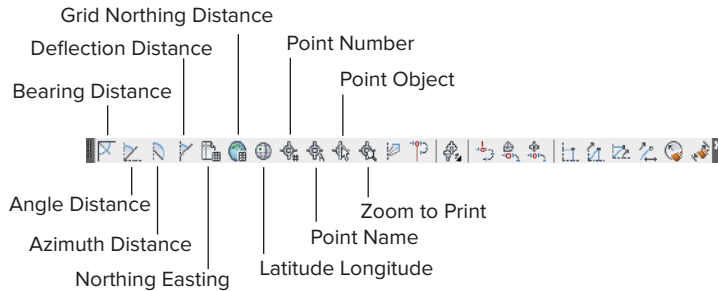 Grid Northing Distance
Deflection Distance
Point Number
Point Object
Bearing Distance
Angle Distance
Zoom to Print
Azimuth Distance
Point Name
Northing Easting
Latitude Longitude